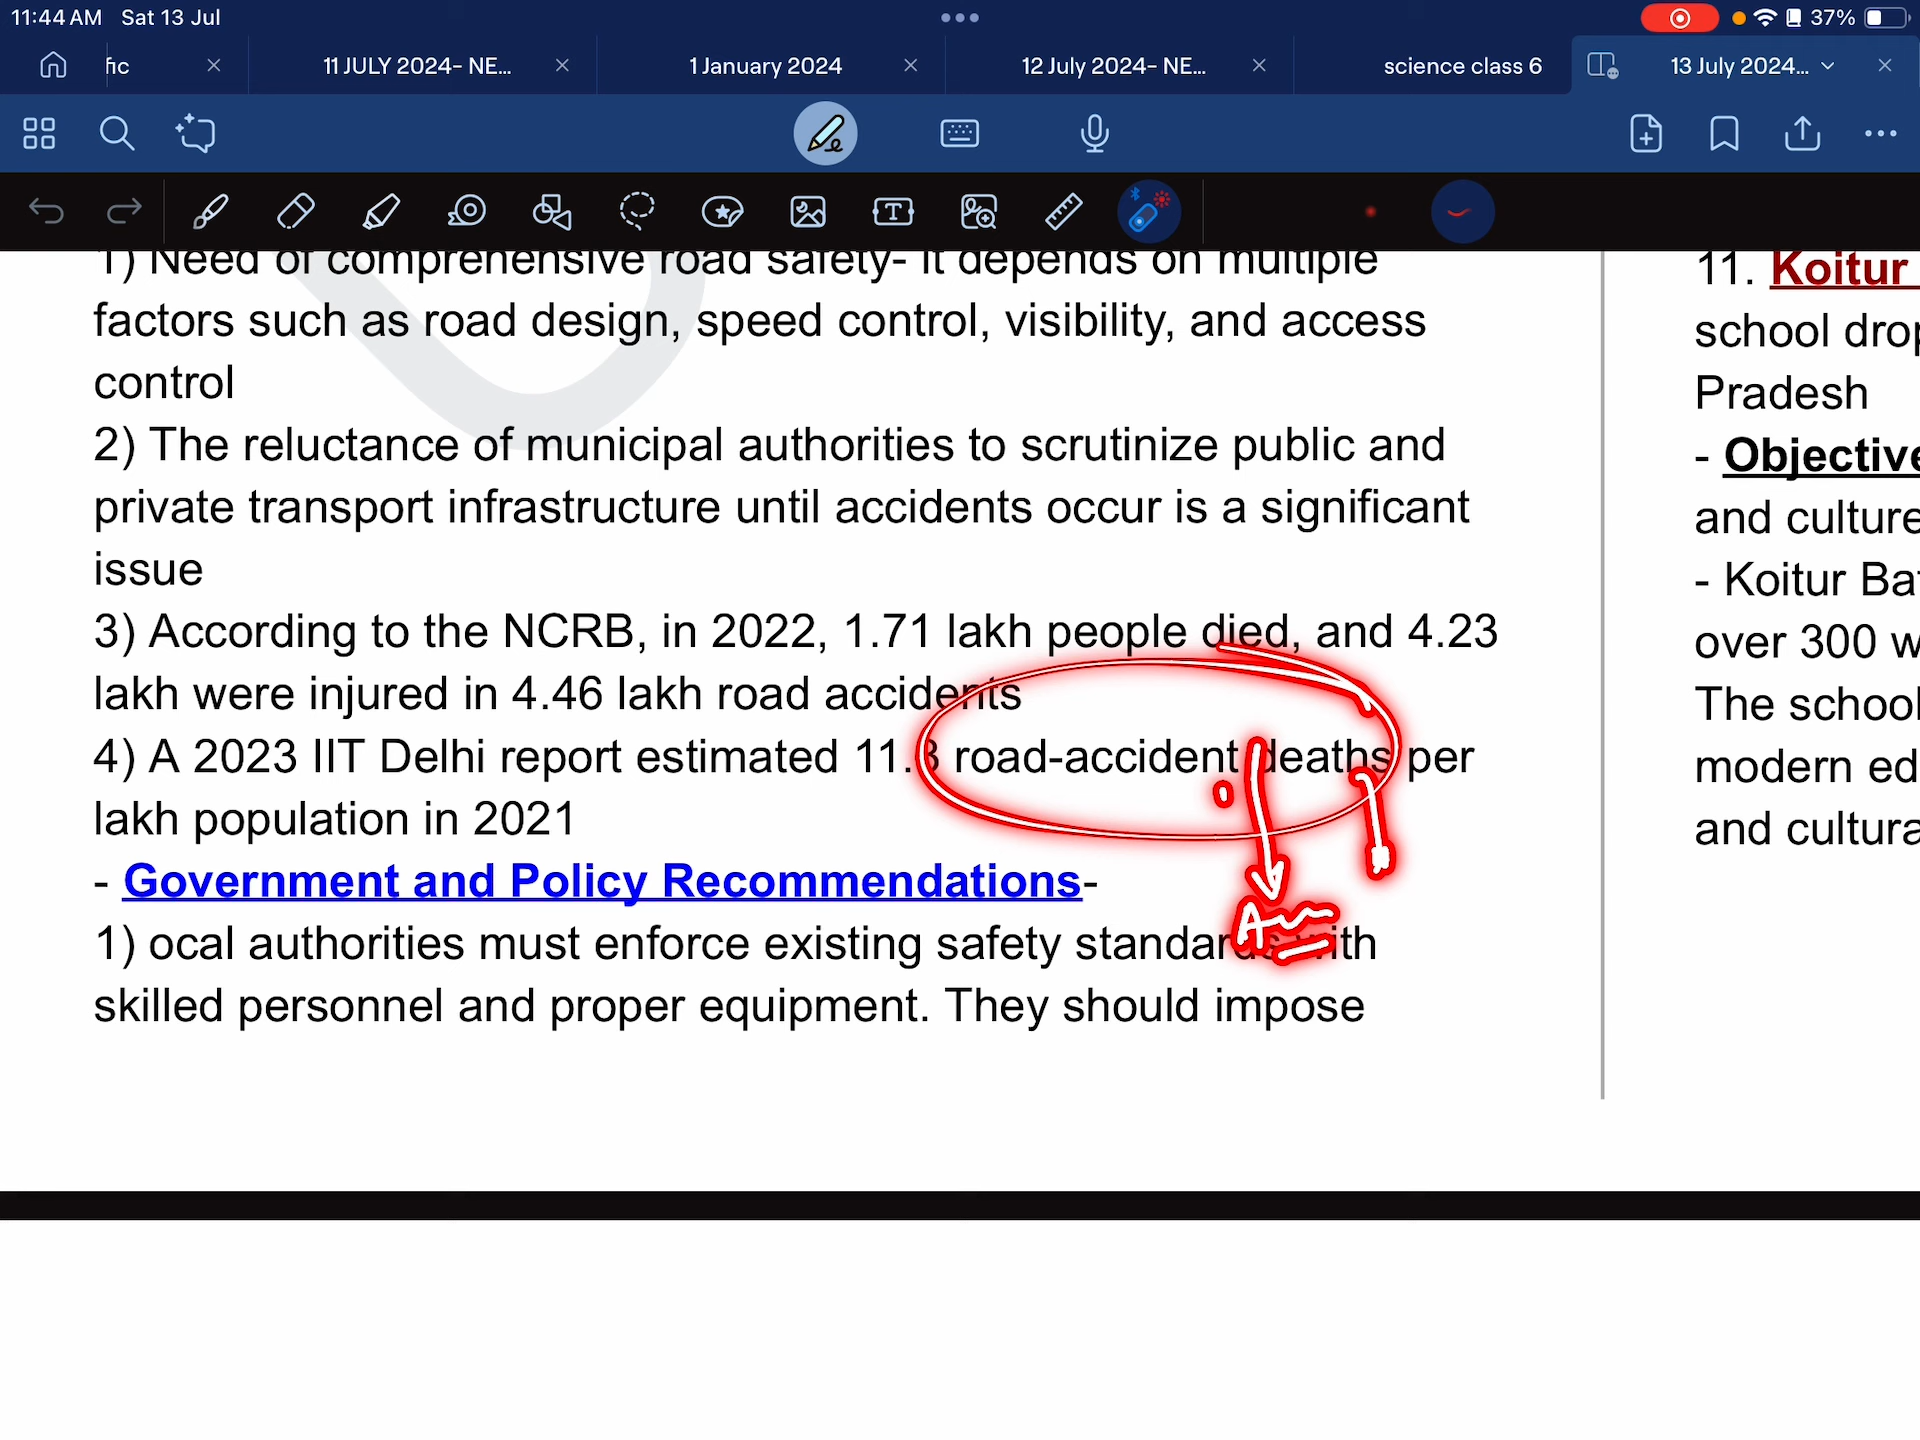 11:44 AM Sat 13 Jul
37%
fic
11 JULY 2024- NE...
1 January 2024
12 July 2024- NE...
science class 6
13 July 2024...
1) Need of comprehensive road safety- It depends on multiple
factors such as road design, speed control, visibility, and access
control
2) The reluctance of municipal authorities to scrutinize public and
private transport infrastructure until accidents occur is a significant
issue
3) According to the NCRB, in 2022, 1.71 lakh people died, and 4.23
lakh were injured in 4.46 lakh road accidents
4) A 2023 IIT Delhi report estimated 11.3 road-accident deaths per
lakh population in 2021
- Government and Policy Recommendations-
1) ocal authorities must enforce existing safety standards with
skilled personnel and proper equipment. They should impose
11. Koitur
school drop
Pradesh
- Objective
and culture
- Koitur Bat
over 300 w
The school
modern ed
and cultura